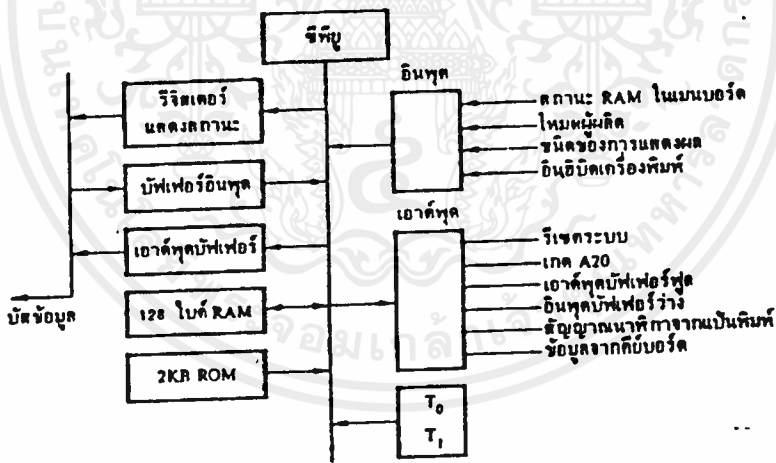 ซีพียู
รีจิสเตอร์
แสดงสถานะ
บัฟเฟอร์อินพุต
เอาต์พุตบัฟเฟอร์
128 ไบต์ RAM
2KB ROM
บัสข้อมูล
อินพุต
สถานะ RAM ในเมนบอร์ด
โหมดผู้ผลิต
ชนิดของการแสดงผล
อินฮิบิตเครื่องพิมพ์
เอาต์พุต
รีเซตระบบ
เกต A20
เอาต์พุตบัฟเฟอร์ฟูล
อินพุตบัฟเฟอร์ว่าง
สัญญาณนาฬิกาจากแป้นพิมพ์
ข้อมูลจากคีย์บอร์ด
T₀
T₁